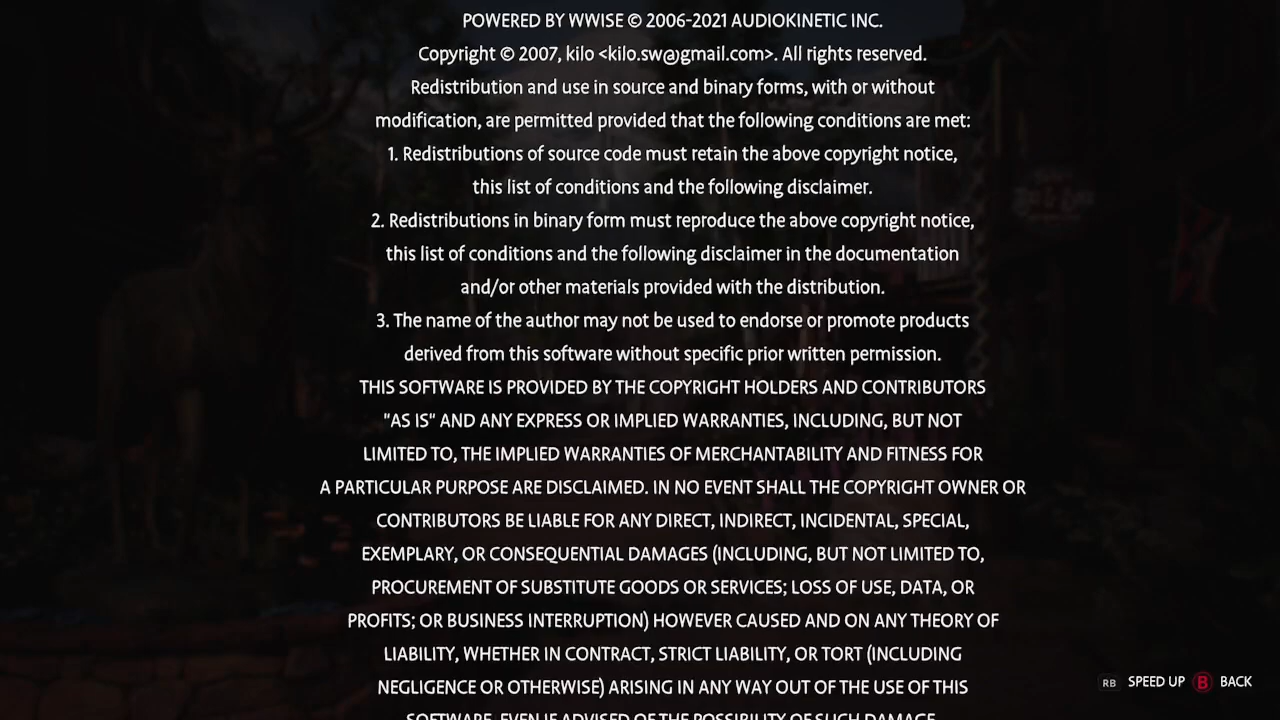 POWERED BY WWISE © 2006-2021 AUDIOKINETIC INC.
Copyright © 2007, kilo <kilo.sw@gmail.com>. All rights reserved.
Redistribution and use in source and binary forms, with or without
modification, are permitted provided that the following conditions are met:
1. Redistributions of source code must retain the above copyright notice,
this list of conditions and the following disclaimer.
2. Redistributions in binary form must reproduce the above copyright notice,
this list of conditions and the following disclaimer in the documentation
and/or other materials provided with the distribution.
3. The name of the author may not be used to endorse or promote products
derived from this software without specific prior written permission.
THIS SOFTWARE IS PROVIDED BY THE COPYRIGHT HOLDERS AND CONTRIBUTORS
"AS IS" AND ANY EXPRESS OR IMPLIED WARRANTIES, INCLUDING, BUT NOT
LIMITED TO, THE IMPLIED WARRANTIES OF MERCHANTABILITY AND FITNESS FOR
A PARTICULAR PURPOSE ARE DISCLAIMED. IN NO EVENT SHALL THE COPYRIGHT OWNER OR
CONTRIBUTORS BE LIABLE FOR ANY DIRECT, INDIRECT, INCIDENTAL, SPECIAL,
EXEMPLARY, OR CONSEQUENTIAL DAMAGES (INCLUDING, BUT NOT LIMITED TO,
PROCUREMENT OF SUBSTITUTE GOODS OR SERVICES; LOSS OF USE, DATA, OR
PROFITS; OR BUSINESS INTERRUPTION) HOWEVER CAUSED AND ON ANY THEORY OF
LIABILITY, WHETHER IN CONTRACT, STRICT LIABILITY, OR TORT (INCLUDING
NEGLIGENCE OR OTHERWISE) ARISING IN ANY WAY OUT OF THE USE OF THIS
SOFTWARE, EVEN IF ADVISED OF THE POSSIBILITY OF SUCH DAMAGE.
RB SPEED UP B BACK